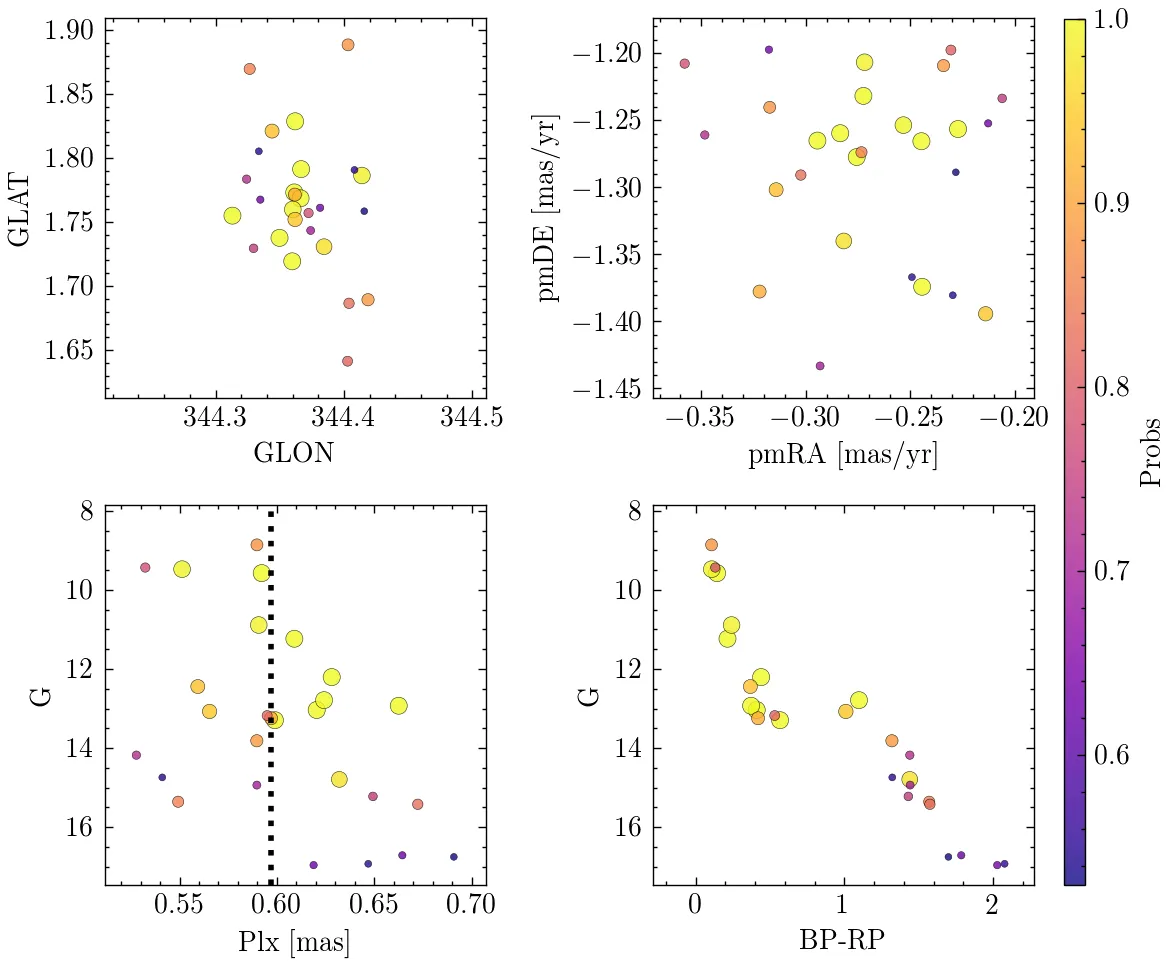 1.90
1.85
1.80
1.75
1.70
1.65
GLAT
344.3 344.4 344.5
GLON
−1.20
−1.25
−1.30
−1.35
−1.40
−1.45
pmDE [mas/yr]
−0.35 −0.30 −0.25 −0.20
pmRA [mas/yr]
1.0
0.9
0.8
0.7
0.6
Probs
8
10
12
14
16
G
0.55 0.60 0.65 0.70
Plx [mas]
8
10
12
14
16
G
0 1 2
BP-RP